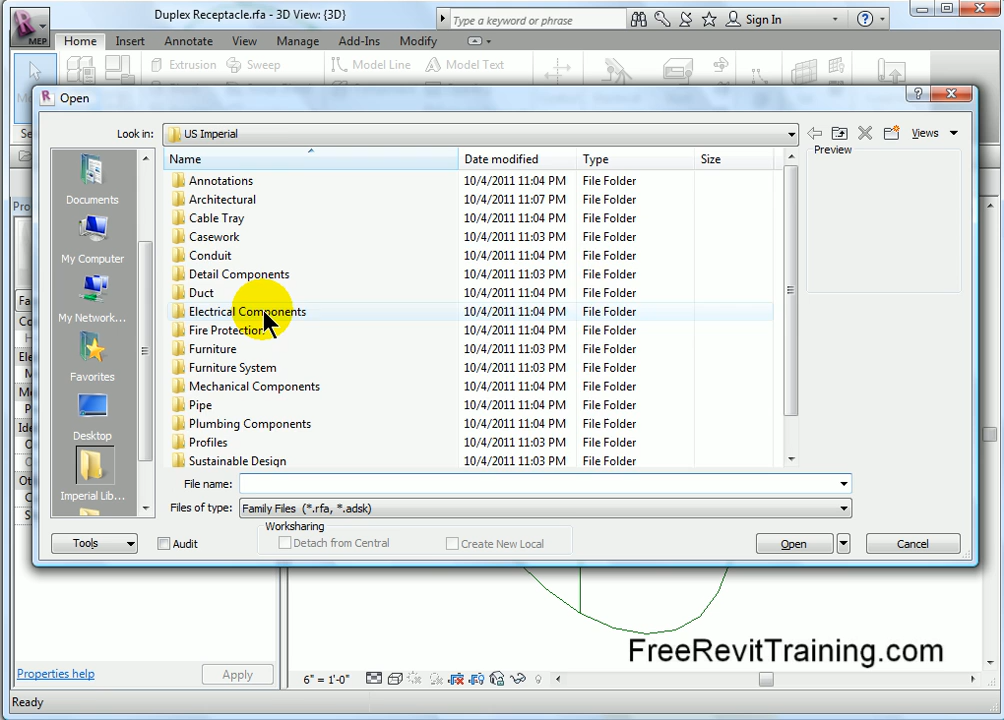 Duplex Receptacle.rfa - 3D View: {3D}
Type a keyword or phrase
Sign In
MEP
Home Insert Annotate View Manage Add-Ins Modify
Extrusion Sweep Model Line Model Text
Open
Look in: US Imperial Views
Name Date modified Type Size Preview
Documents
My Computer
My Network...
Favorites
Desktop
Imperial Lib...
Annotations 10/4/2011 11:04 PM File Folder
Architectural 10/4/2011 11:07 PM File Folder
Cable Tray 10/4/2011 11:04 PM File Folder
Casework 10/4/2011 11:03 PM File Folder
Conduit 10/4/2011 11:04 PM File Folder
Detail Components 10/4/2011 11:03 PM File Folder
Duct 10/4/2011 11:04 PM File Folder
Electrical Components 10/4/2011 11:04 PM File Folder
Fire Protection 10/4/2011 11:04 PM File Folder
Furniture 10/4/2011 11:03 PM File Folder
Furniture System 10/4/2011 11:03 PM File Folder
Mechanical Components 10/4/2011 11:04 PM File Folder
Pipe 10/4/2011 11:04 PM File Folder
Plumbing Components 10/4/2011 11:04 PM File Folder
Profiles 10/4/2011 11:03 PM File Folder
Sustainable Design 10/4/2011 11:03 PM File Folder
File name:
Files of type: Family Files (*.rfa, *.adsk)
Worksharing
Tools Audit Detach from Central Create New Local Open Cancel
FreeRevitTraining.com
Properties help Apply 6" = 1'-0"
Ready